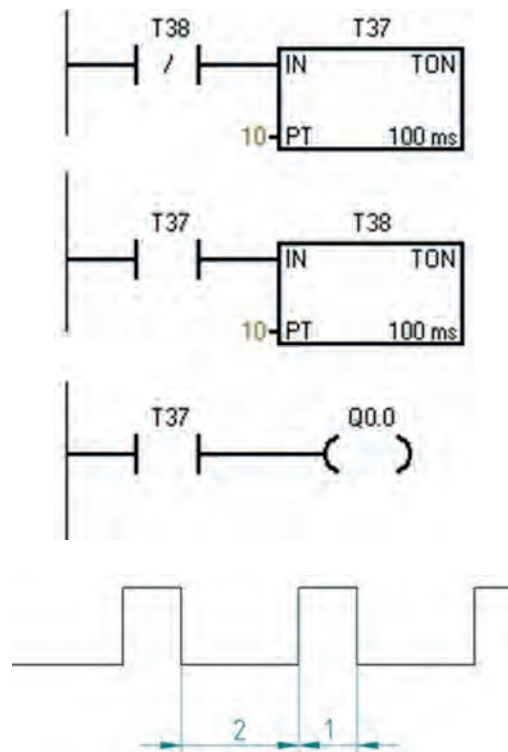 T38 T37
/ IN TON
10 PT 100 ms
T37 T38
IN TON
10 PT 100 ms
T37 Q0.0
2 1